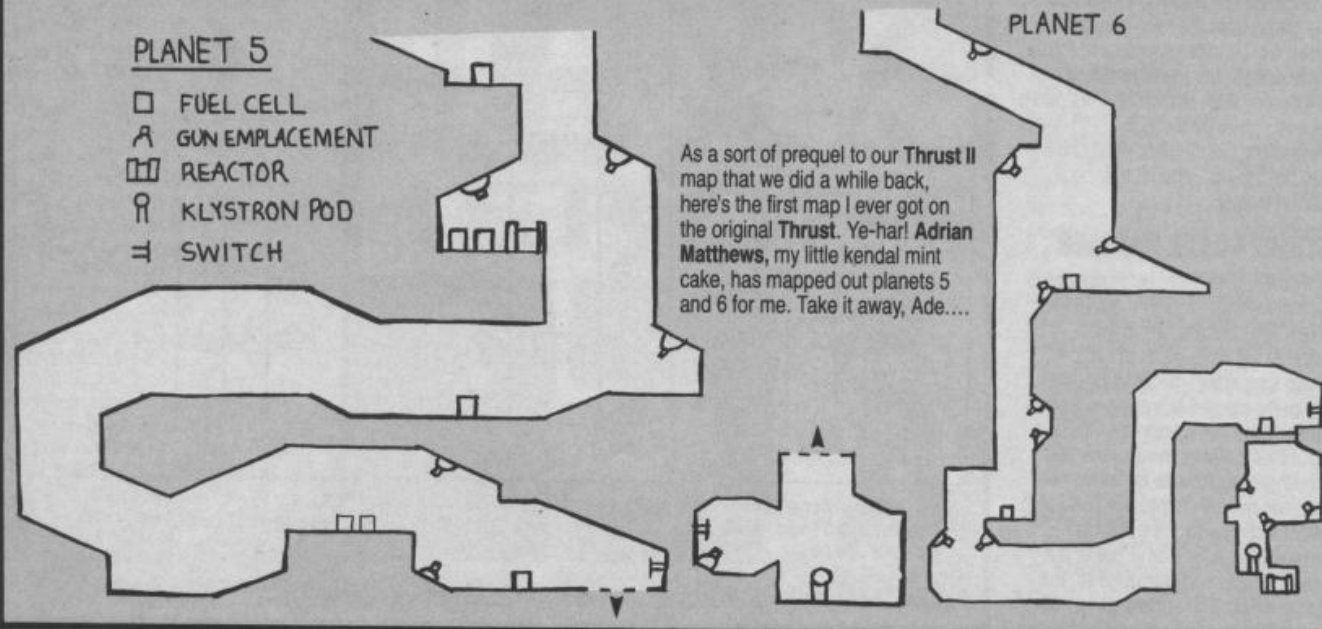 PLANET 5
FUEL CELL
GUN EMPLACEMENT
REACTOR
KLYSTRON POD
SWITCH
As a sort of prequel to our Thrust II
map that we did a while back,
here's the first map I ever got on
the original Thrust. Ye-har! Adrian
Matthews, my little kendal mint
cake, has mapped out planets 5
and 6 for me. Take it away, Ade....
PLANET 6